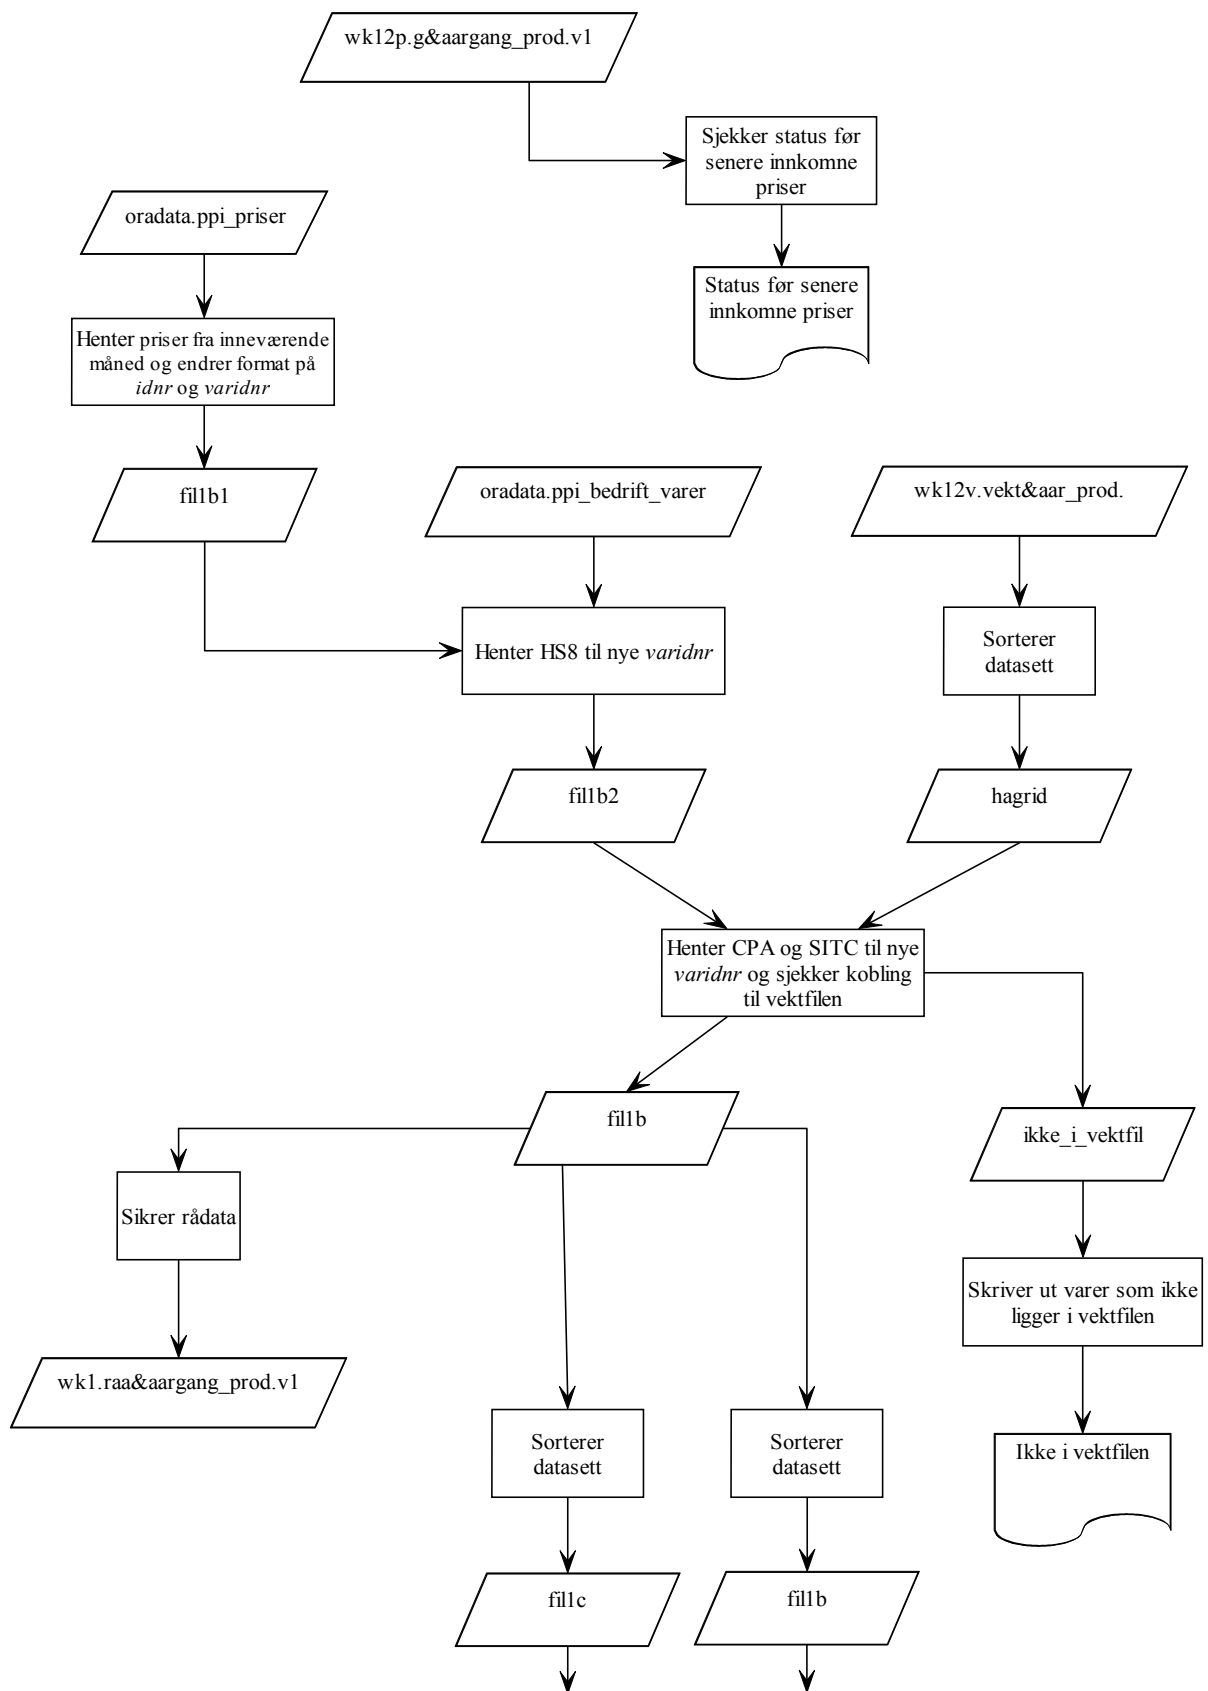 wk12p.g&aargang_prod.v1
Sjekker status før
senere innkomne
priser
oradata.ppi_priser
Status før senere
innkomne priser
Henter priser fra inneværende
måned og endrer format på
idnr og varidnr
fil1b1
oradata.ppi_bedrift_varer
wk12v.vekt&aar_prod.
Henter HS8 til nye varidnr
Sorterer
datasett
fil1b2
hagrid
Henter CPA og SITC til nye
varidnr og sjekker kobling
til vektfilen
fil1b
ikke_i_vektfil
Sikrer rådata
Skriver ut varer som ikke
ligger i vektfilen
wk1.raa&aargang_prod.v1
Sorterer
datasett
Sorterer
datasett
Ikke i vektfilen
fil1c
fil1b